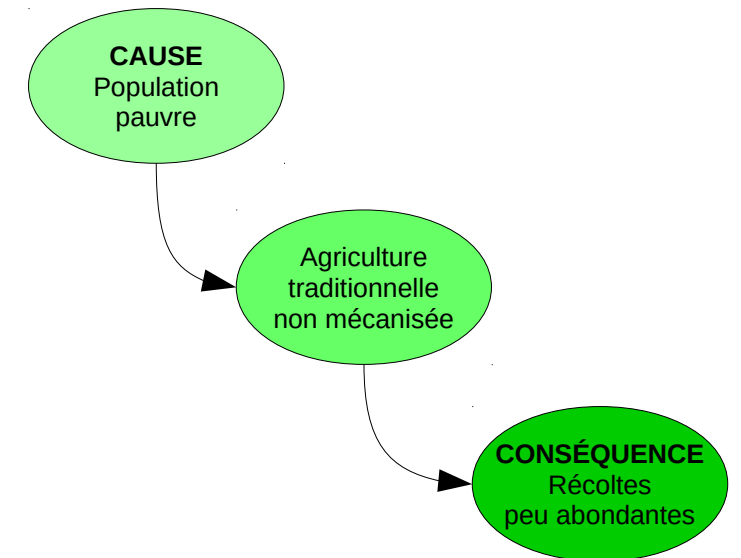 CAUSE
Population
pauvre
Agriculture
traditionnelle
non mécanisée
CONSÉQUENCE
Récoltes
peu abondantes